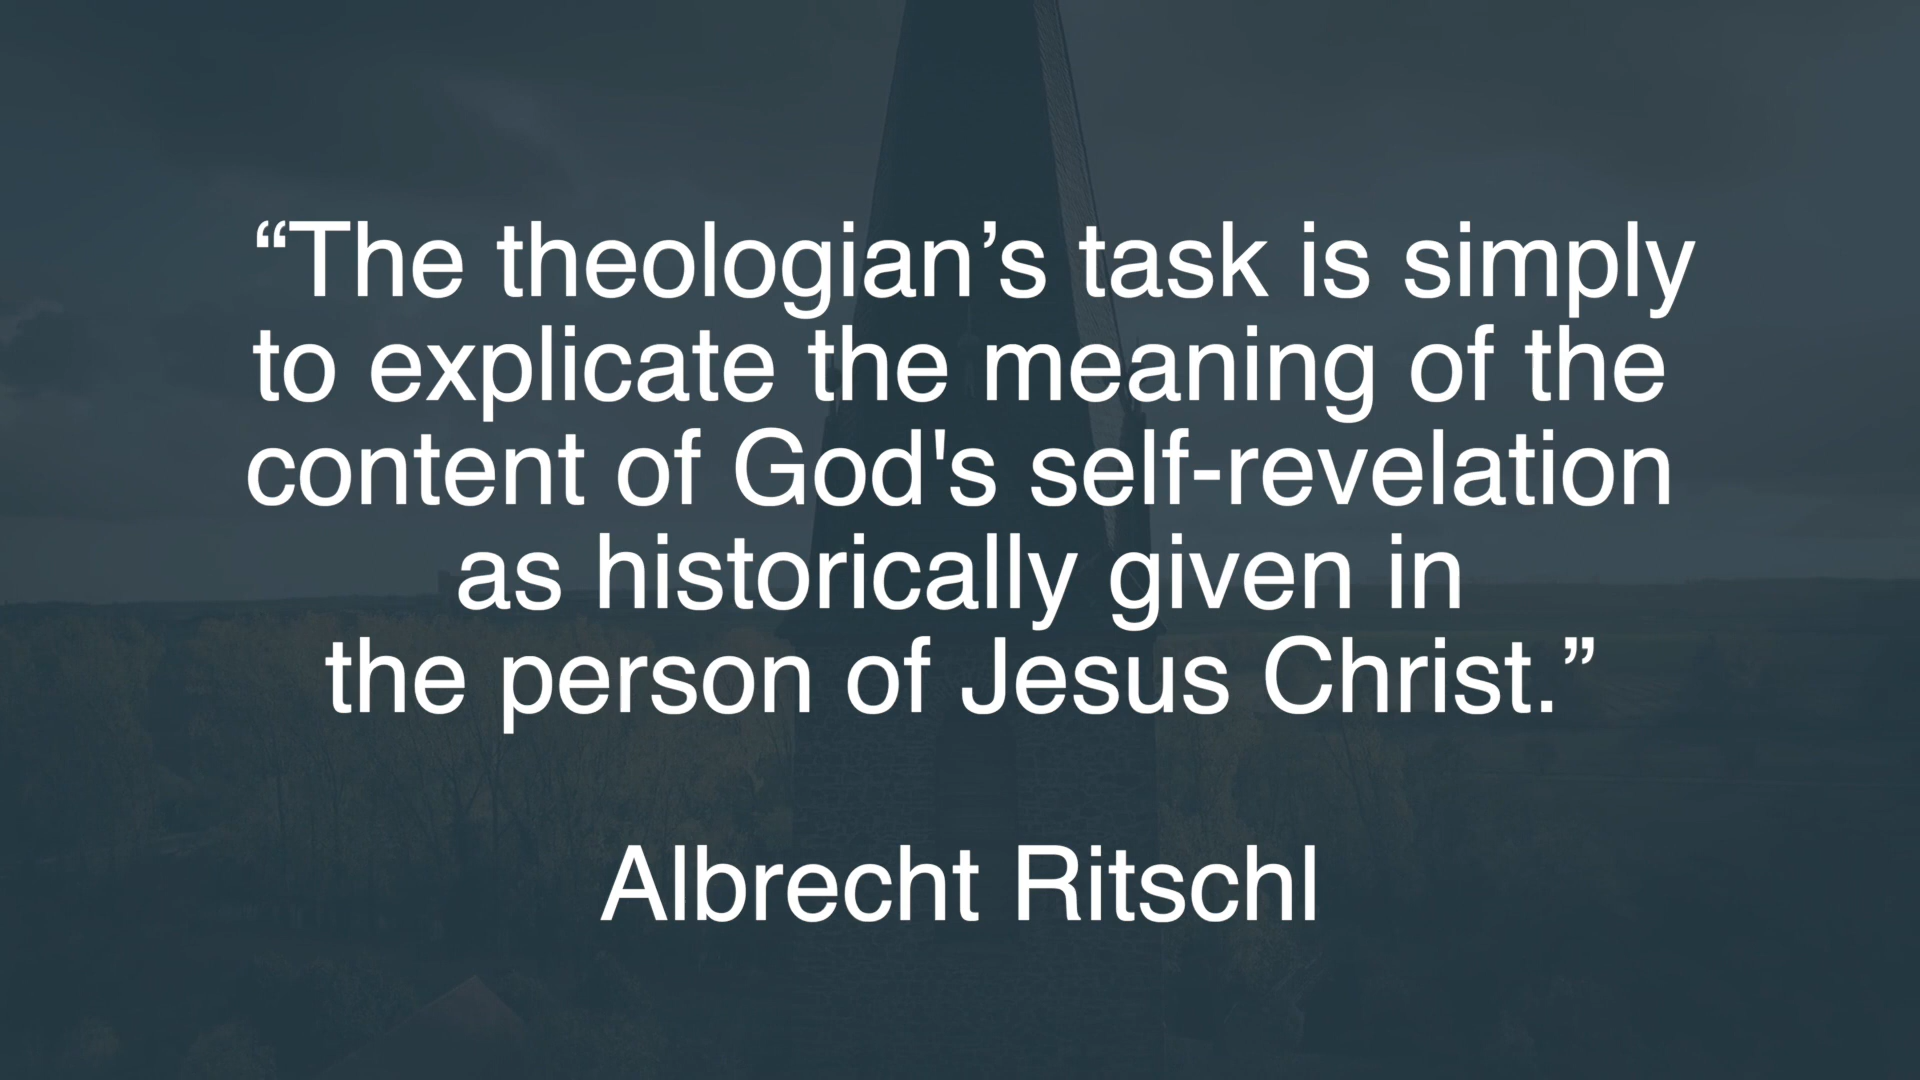 “The theologian’s task is simply
to explicate the meaning of the
content of God's self-revelation
as historically given in
the person of Jesus Christ.”
Albrecht Ritschl